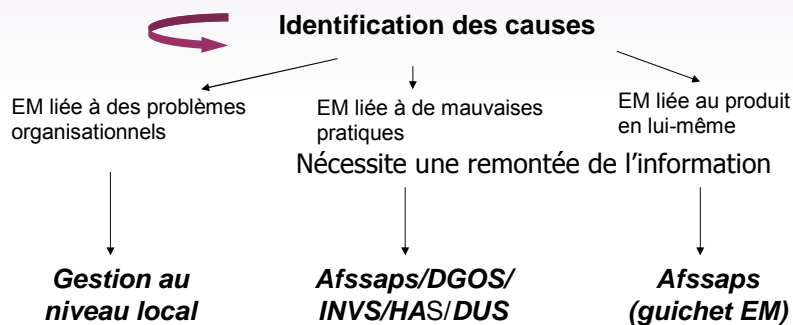 Identification des causes
EM liée à des problèmes
organisationnels
EM liée à de mauvaises
pratiques
EM liée au produit
en lui-même
Nécessite une remontée de l’information
Gestion au
niveau local
Afssaps/DGOS/
INVS/HAS/DUS
Afssaps
(guichet EM)